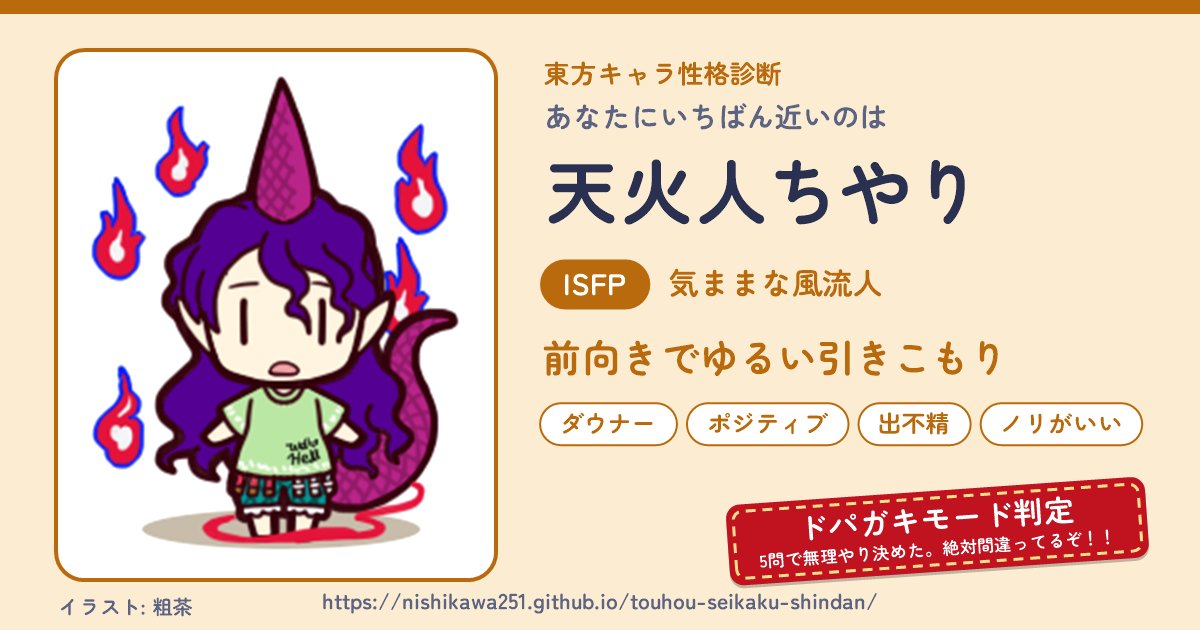 東方キャラ性格診断
あなたにいちばん近いのは
天火人ちやり
ISFP 気ままな風流人
前向きでゆるい引きこもり
ダウナー ポジティブ 出不精 ノリがいい
Hell
ドパガキモード判定
5問で無理やり決めた。絶対間違ってるぞ！！
イラスト: 粗茶
https://nishikawa251.github.io/touhou-seikaku-shindan/